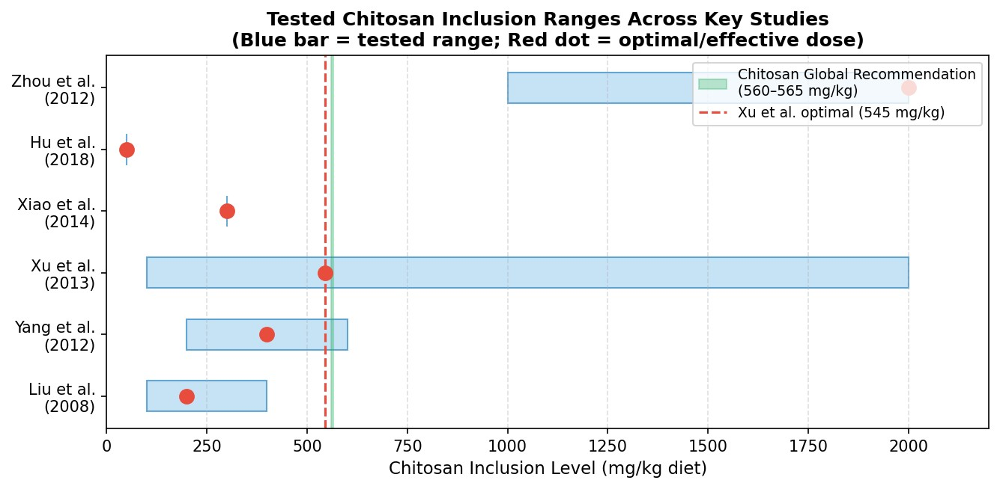 Tested Chitosan Inclusion Ranges Across Key Studies
(Blue bar = tested range; Red dot = optimal/effective dose)
Chitosan Global Recommendation
(560–565 mg/kg)
Xu et al. optimal (545 mg/kg)
Zhou et al.
(2012)
Hu et al.
(2018)
Xiao et al.
(2014)
Xu et al.
(2013)
Yang et al.
(2012)
Liu et al.
(2008)
0 250 500 750 1000 1250 1500 1750 2000
Chitosan Inclusion Level (mg/kg diet)